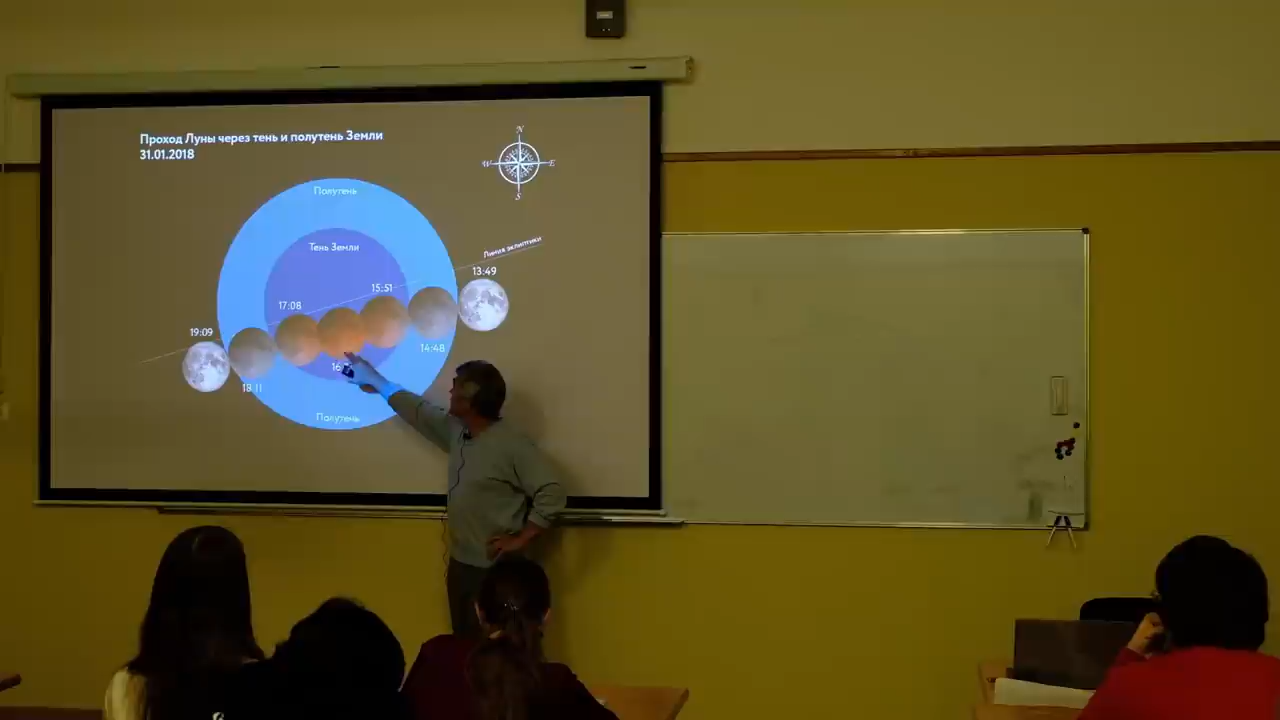 Проход Луны через тень и полутень Земли
31.01.2018
N
W
E
S
Полутень
Тень Земли
Линия эклиптики
13:49
15:51
17:08
19:09
14:48
18:11
Полутень